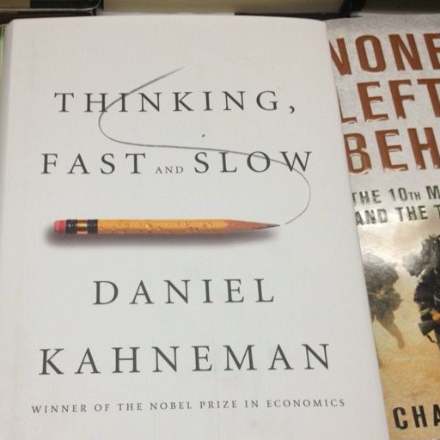 THINKING,
FAST AND SLOW
DANIEL
KAHNEMAN
WINNER OF THE NOBEL PRIZE IN ECONOMICS
NONE
LEFT
BEH
THE 10TH M
AND THE T
CHA